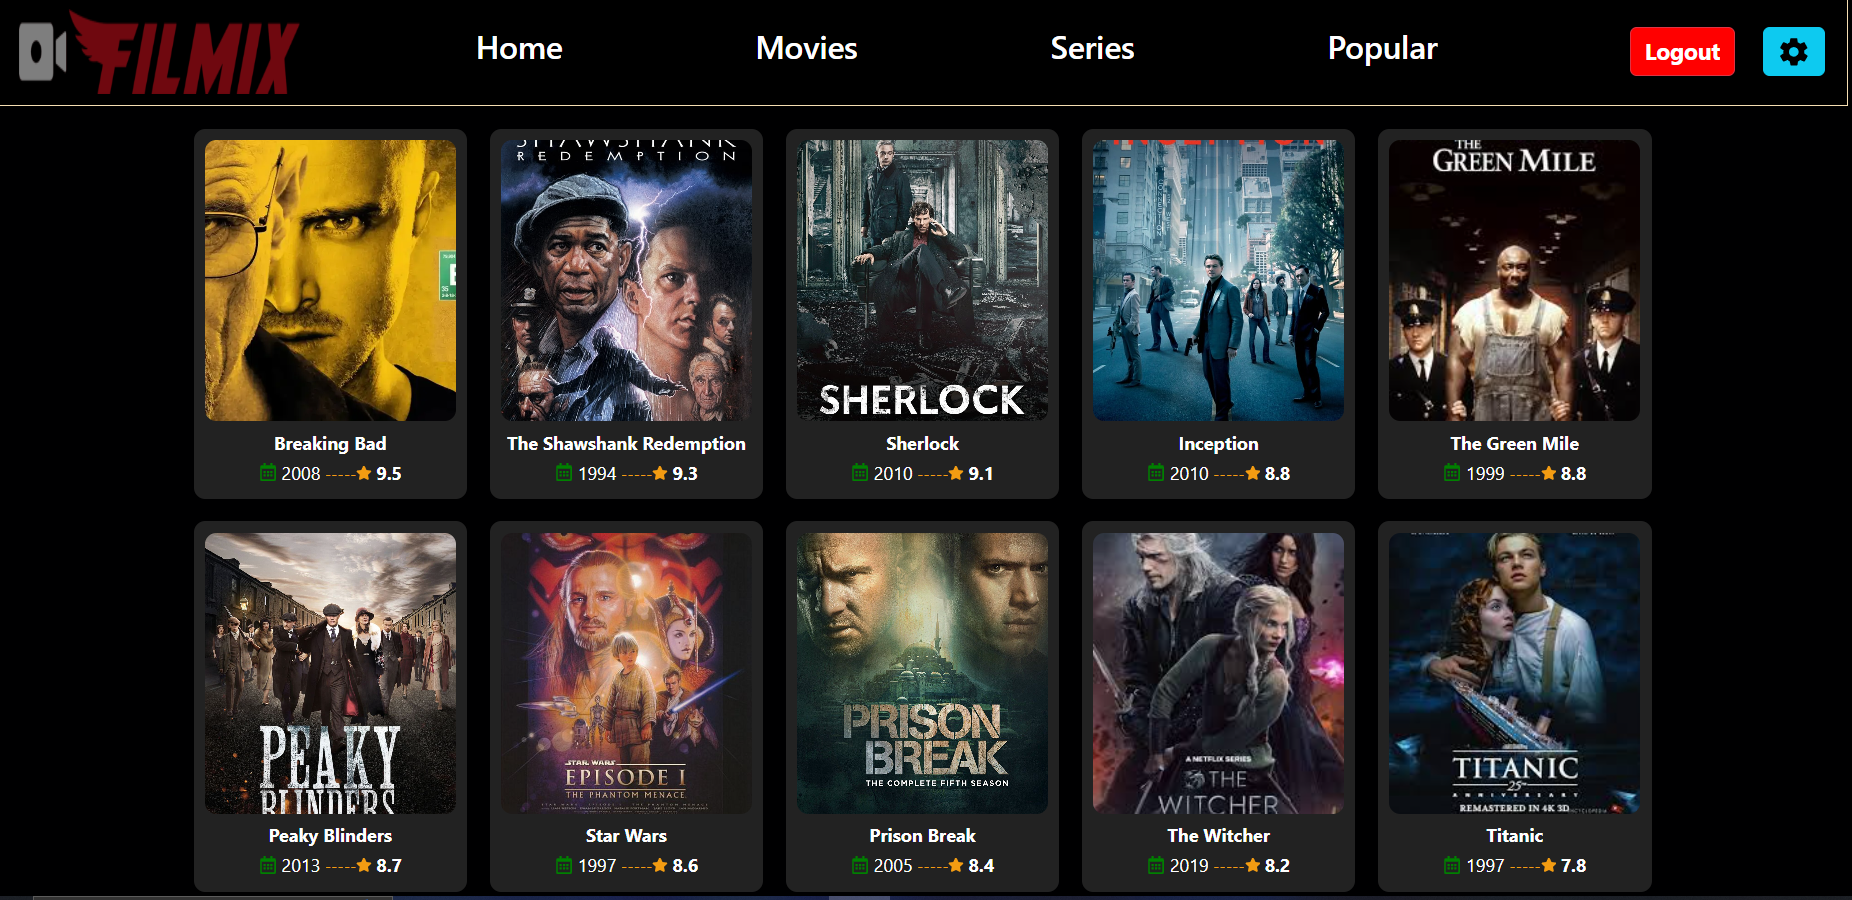 FILMIX
Home
Movies
Series
Popular
Logout
REDEMPTION
SHERLOCK
THE
GREEN MILE
Breaking Bad
2008 -----9.5
The Shawshank Redemption
1994 -----9.3
Sherlock
2010 -----9.1
Inception
2010 -----8.8
The Green Mile
1999 -----8.8
PEAKY
BLINDERS
STAR WARS
EPISODE I
THE PHANTOM MENACE
PRISON
BREAK
THE COMPLETE FIFTH SEASON
A NETFLIX SERIES
THE
WITCHER
TITANIC
25th
ANNIVERSARY
REMASTERED IN 4K 3D
Peaky Blinders
2013 -----8.7
Star Wars
1997 -----8.6
Prison Break
2005 -----8.4
The Witcher
2019 -----8.2
Titanic
1997 -----7.8